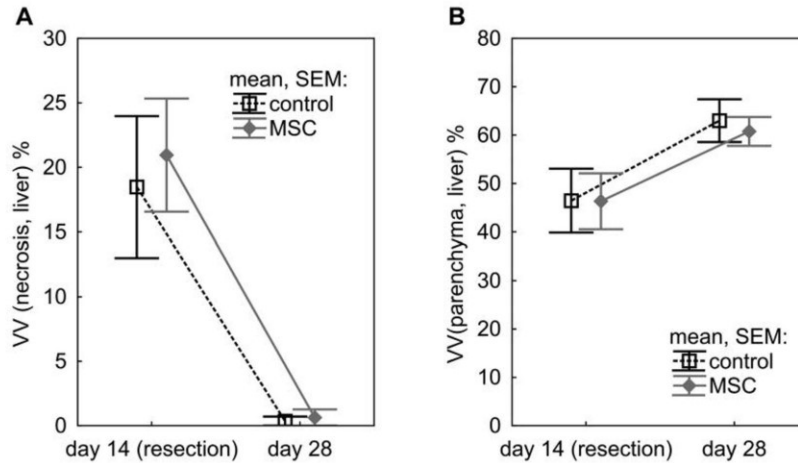 A
VV (necrosis, liver) %
30
25
20
15
10
5
0
mean, SEM:
control
MSC
day 14 (resection)
day 28
B
VV(parenchyma, liver) %
80
70
60
50
40
30
20
10
0
mean, SEM:
control
MSC
day 14 (resection)
day 28